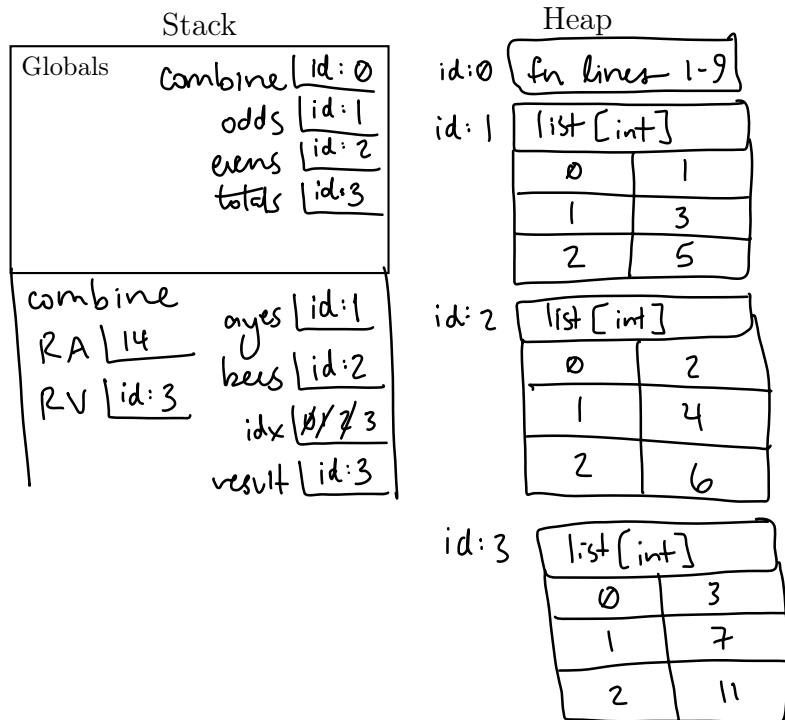 Stack
Globals
combine id: 0
odds id: 1
evens id: 2
totals id: 3
combine
RA 14
RV id: 3
ayes id: 1
bees id: 2
idx 0 1 2 3
result id: 3
Heap
id: 0 fn lines 1-9
id: 1 list [int]
0 1
1 3
2 5
id: 2 list [int]
0 2
1 4
2 6
id: 3 list [int]
0 3
1 7
2 11